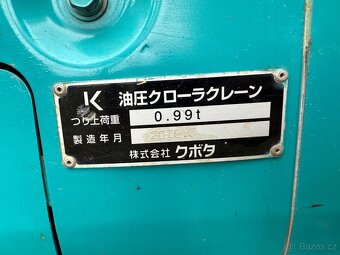 K 油圧クローラクレーン
つり上荷重 0.99t
製造年月
株式会社 クボタ
Bazos.cz